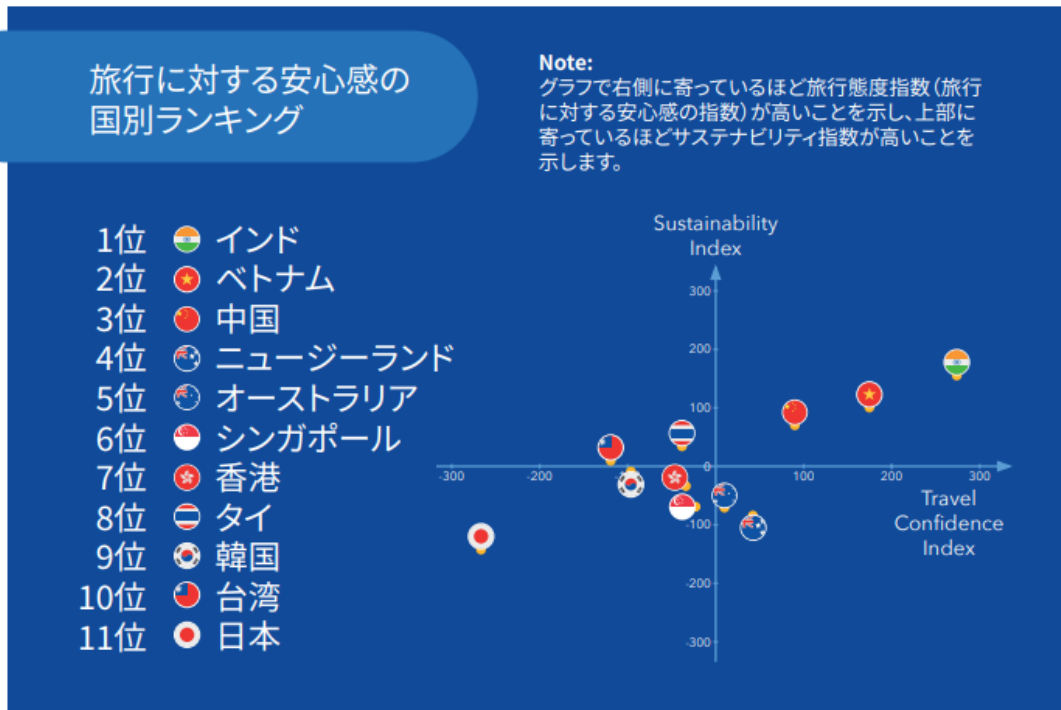 旅行に対する安心感の
国別ランキング
Note:
グラフで右側に寄っているほど旅行態度指数(旅行
に対する安心感の指数)が高いことを示し、上部に
寄っているほどサステナビリティ指数が高いことを
示します。
1位 インド
2位 ベトナム
3位 中国
4位 ニュージーランド
5位 オーストラリア
6位 シンガポール
7位 香港
8位 タイ
9位 韓国
10位 台湾
11位 日本
Sustainability
Index
300
200
100
0
-100
-200
-300
-300
-200
100
200
300
Travel
Confidence
Index